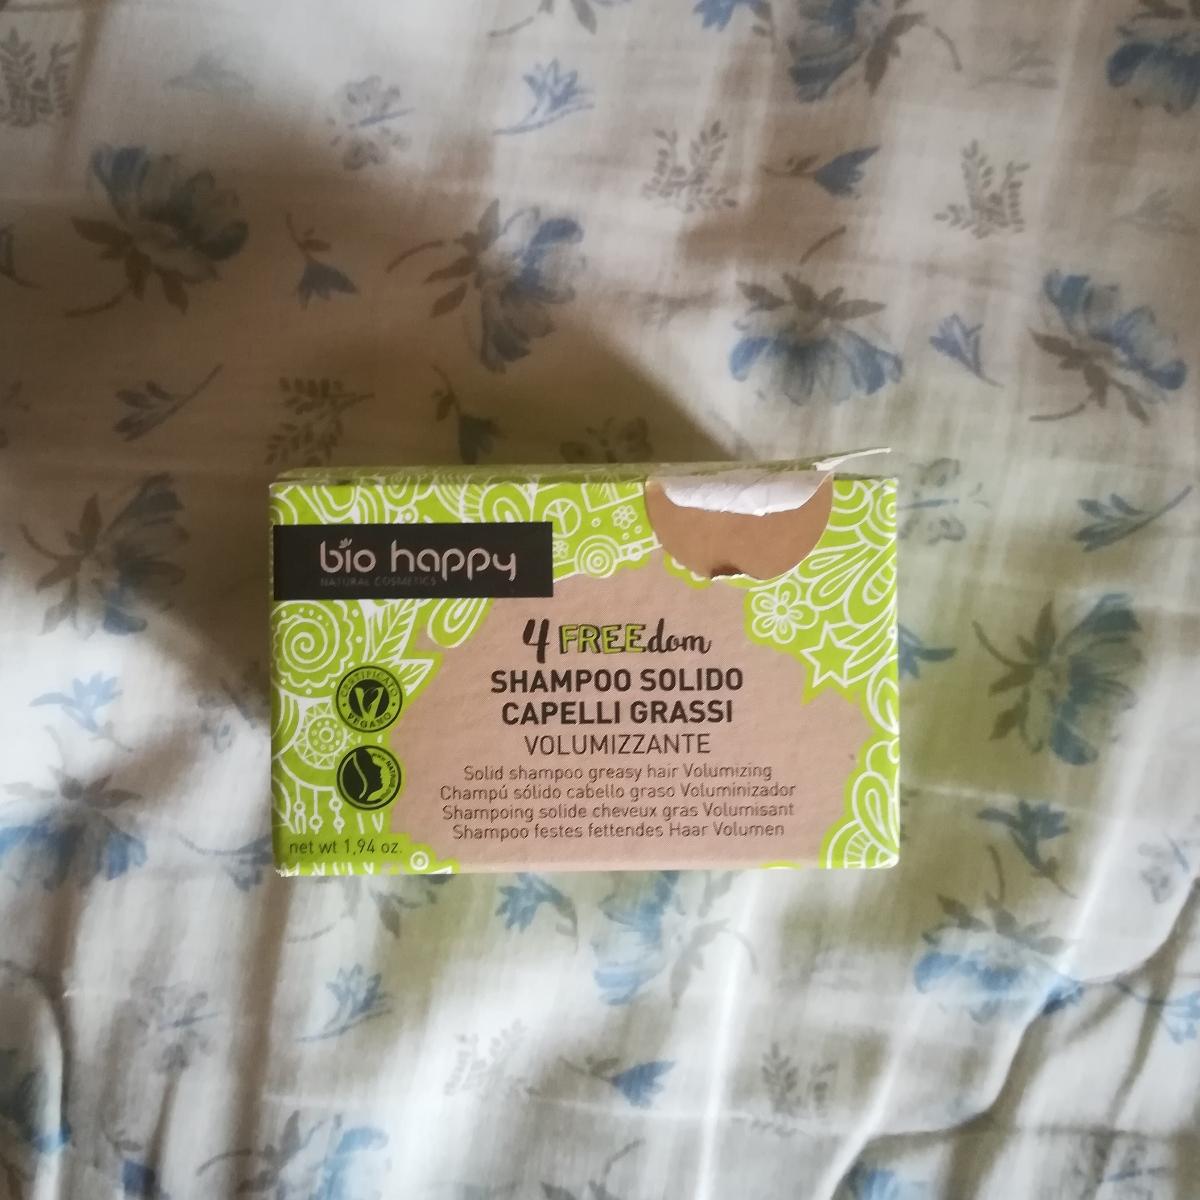 bio happy
NATURAL COSMETICS
4 FREEdom
SHAMPOO SOLIDO
CAPELLI GRASSI
VOLUMIZZANTE
Solid shampoo greasy hair Volumizing
Champú sólido cabello graso Voluminizador
Shampoing solide cheveux gras Volumisant
Shampoo festes fettendes Haar Volumen
CERTIFICATO
VEGANO
net wt 1,94 oz.